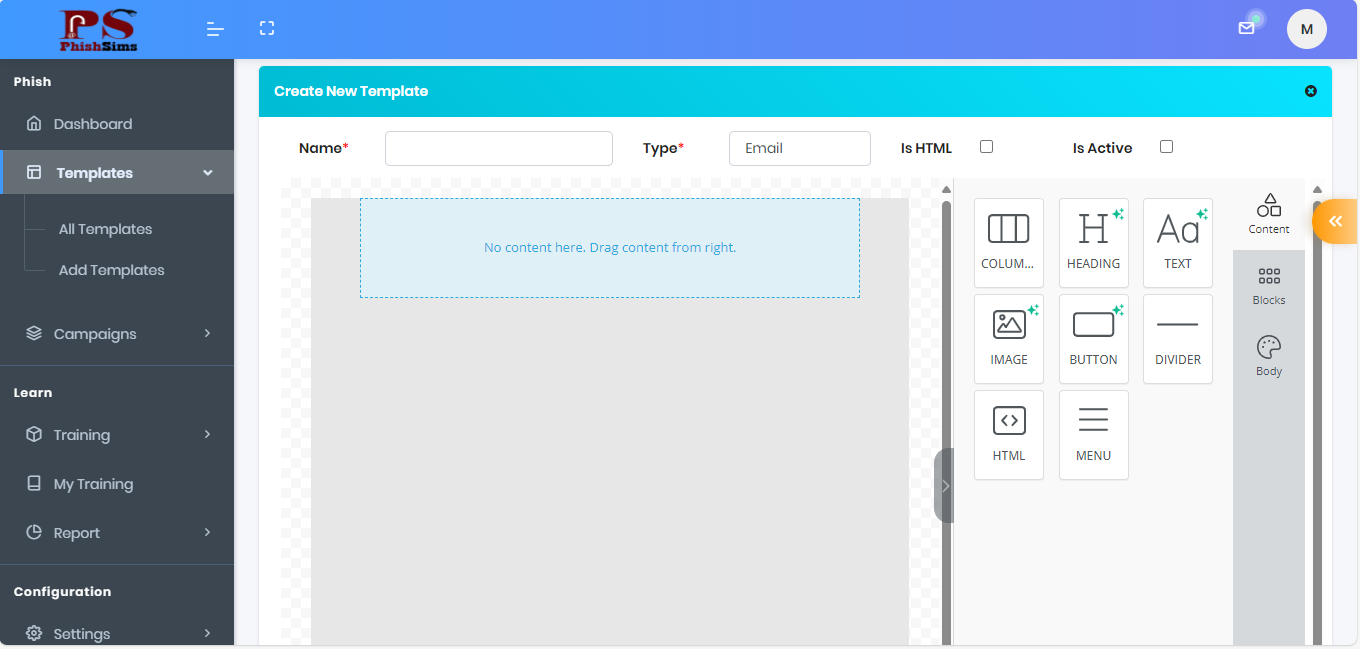 PS
PhishSims
M
Phish
Dashboard
Templates
All Templates
Add Templates
Campaigns
Learn
Training
My Training
Report
Configuration
Settings
Create New Template
Name*
Type*
Email
Is HTML
Is Active
No content here. Drag content from right.
COLUM...
HEADING
TEXT
IMAGE
BUTTON
DIVIDER
HTML
MENU
Content
Blocks
Body